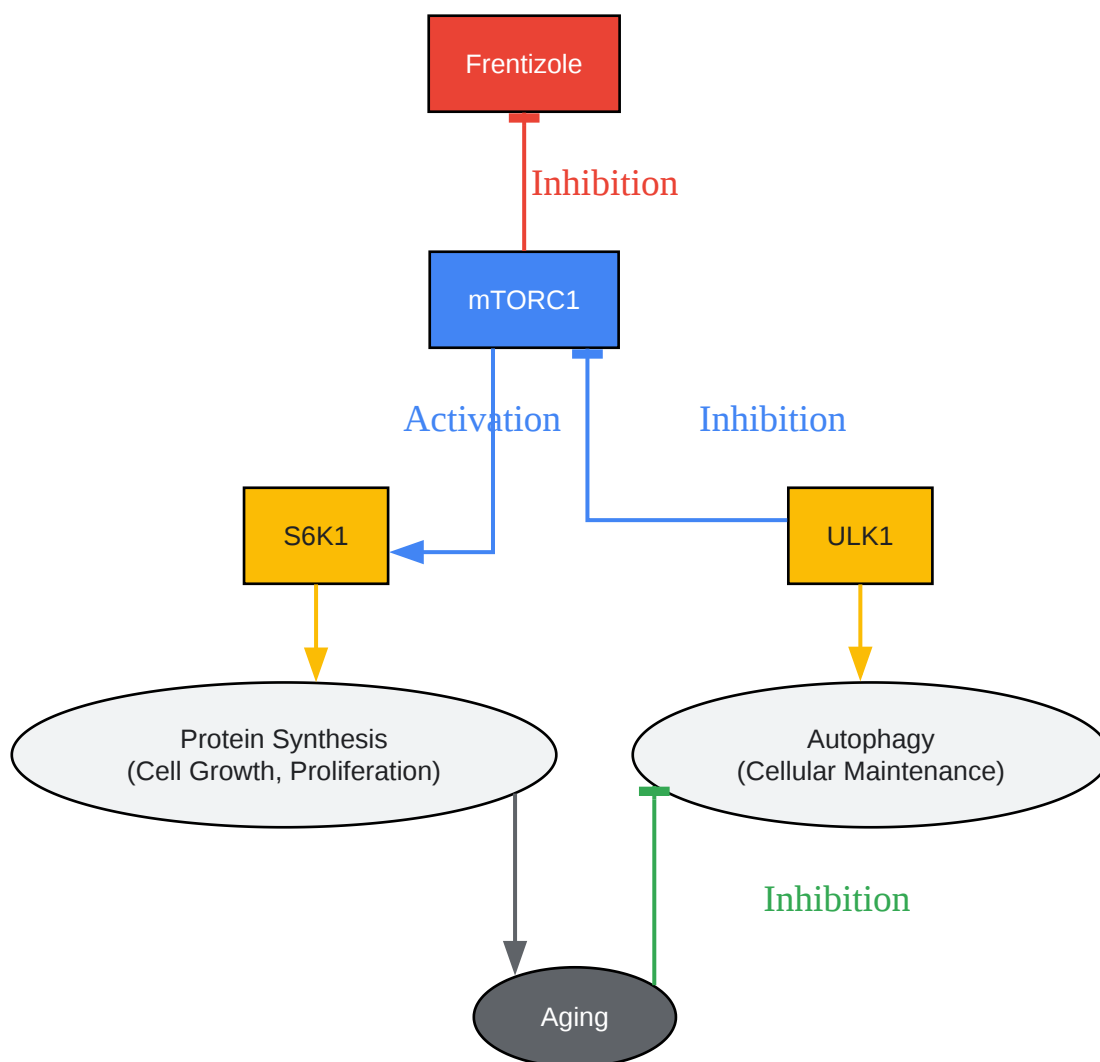 Frentizole
Inhibition
mTORC1
Activation
Inhibition
S6K1
ULK1
Protein Synthesis
(Cell Growth, Proliferation)
Autophagy
(Cellular Maintenance)
Inhibition
Aging